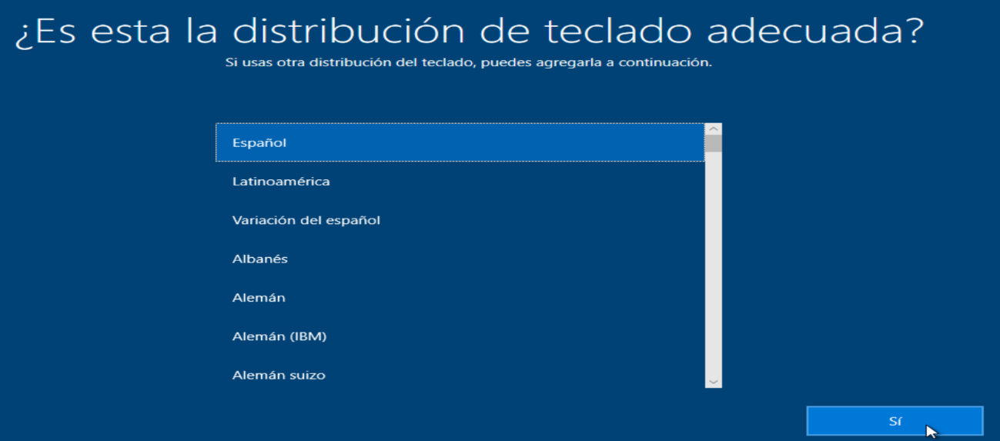 ¿Es esta la distribución de teclado adecuada?
Si usas otra distribución del teclado, puedes agregarla a continuación.
Español
Latinoamérica
Variación del español
Albanés
Alemán
Alemán (IBM)
Alemán suizo
Sí